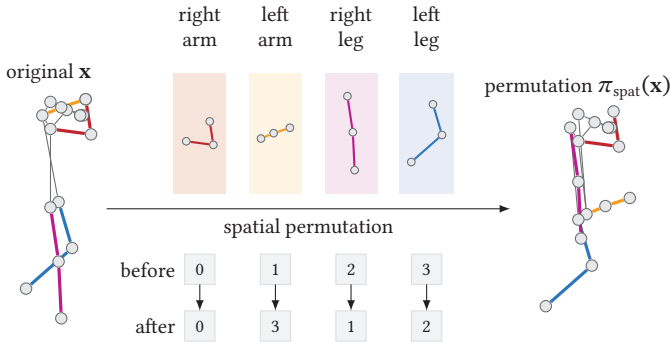 right left right left
arm arm leg leg
original x
permutation πspat(x)
spatial permutation
before 0 1 2 3
after 0 3 1 2